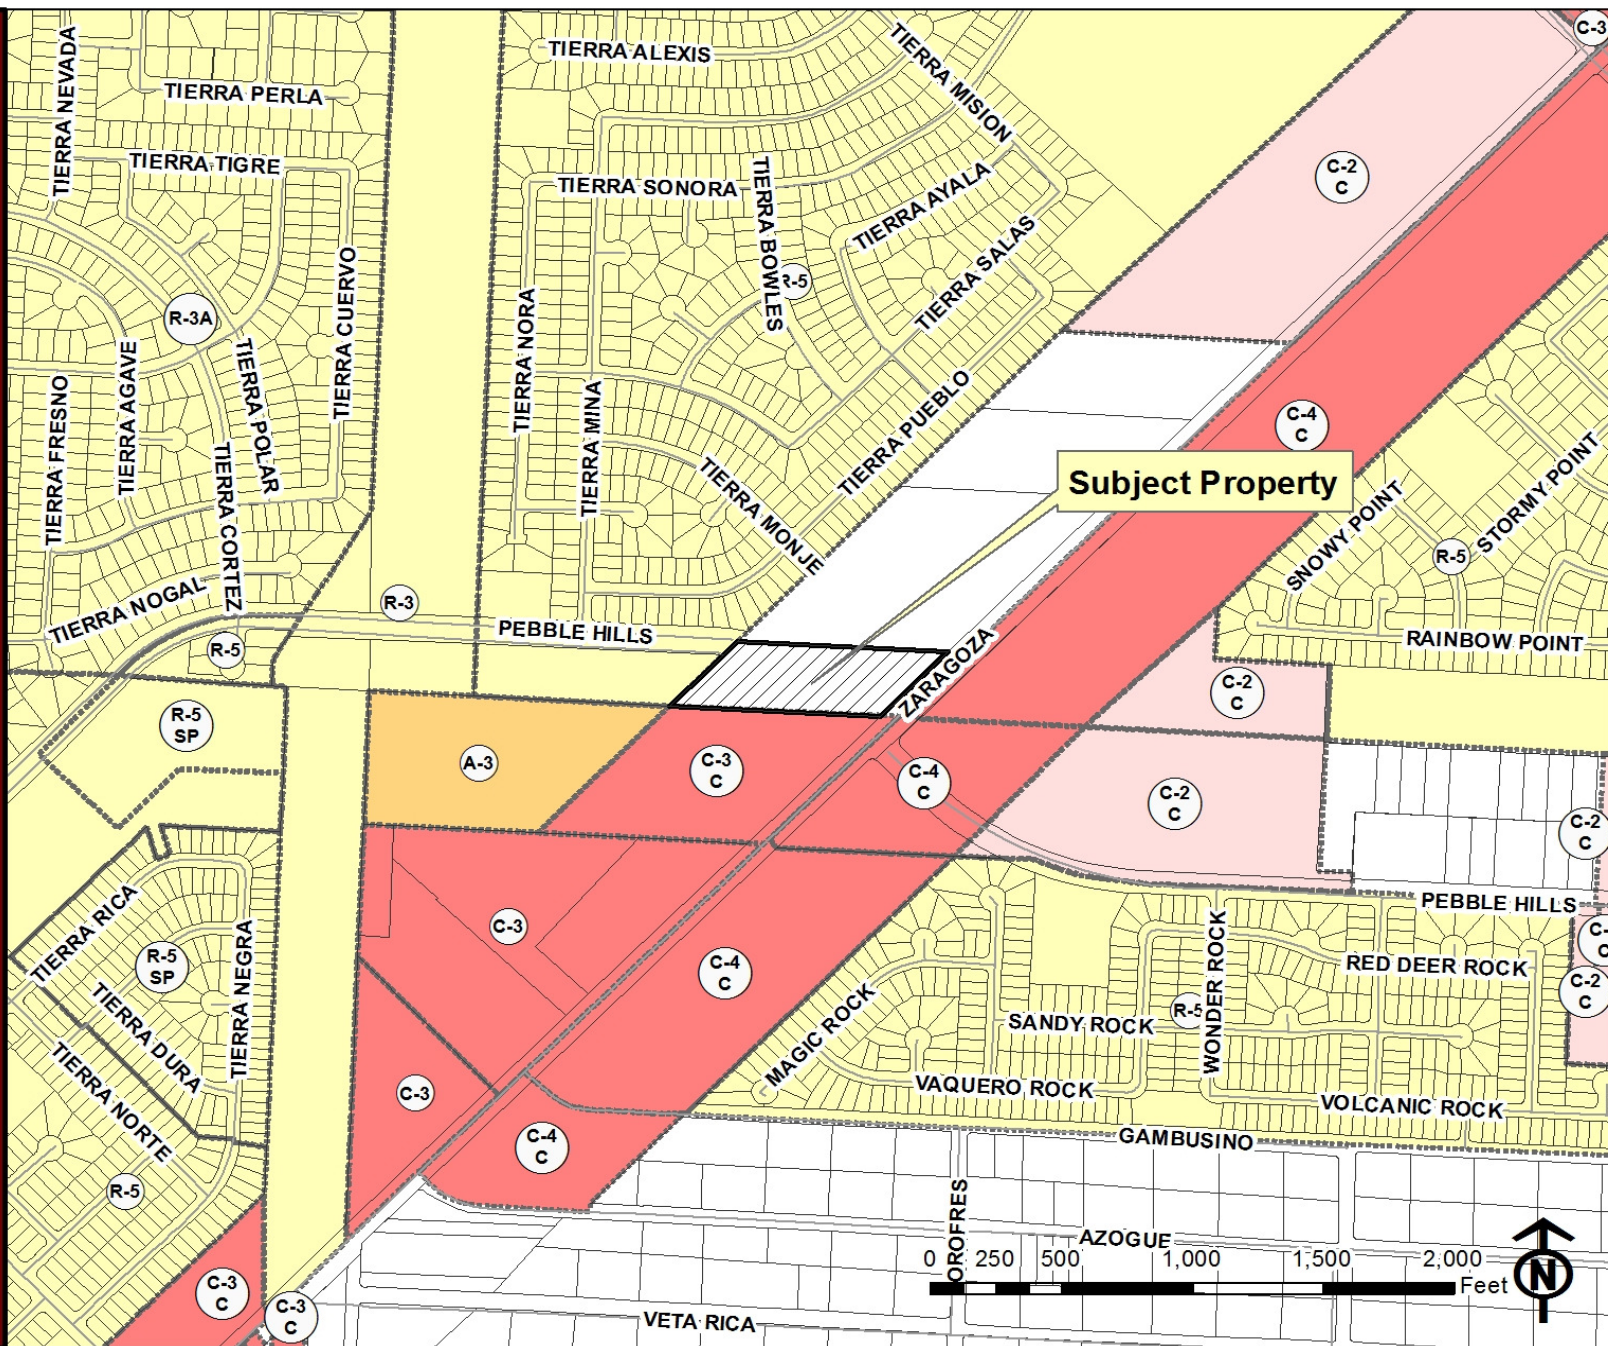 C-3
TIERRA NEVADA
TIERRA ALEXIS
TIERRA MISION
TIERRA PERLA
TIERRA TIGRE
TIERRA SONORA
TIERRA BOWLES
TIERRA AYALA
C-2
C
TIERRA SALAS
R-5
TIERRA CUERVO
R-3A
TIERRA NORA
TIERRA AGAVE
TIERRA POLAR
TIERRA FRESNO
TIERRA MINA
TIERRA PUEBLO
C-4
C
TIERRA CORTEZ
TIERRA MONJE
Subject Property
SNOWY POINT
STORMY POINT
R-5
TIERRA NOGAL
R-3
PEBBLE HILLS
R-5
ZARAGOZA
RAINBOW POINT
C-2
C
R-5
SP
A-3
C-3
C
C-4
C
C-2
C
C-2
C
TIERRA RICA
C-3
PEBBLE HILLS
C-
C
R-5
SP
TIERRA NEGRA
C-4
C
WONDER ROCK
RED DEER ROCK
C-2
C
TIERRA DURA
MAGIC ROCK
SANDY ROCK
R-5
TIERRA NORTE
C-3
VAQUERO ROCK
VOLCANIC ROCK
C-4
C
GAMBUSINO
R-5
OROFRES
AZOGUE
0 250 500 1,000 1,500 2,000
Feet
N
C-3
C
C-3
C
VETA RICA